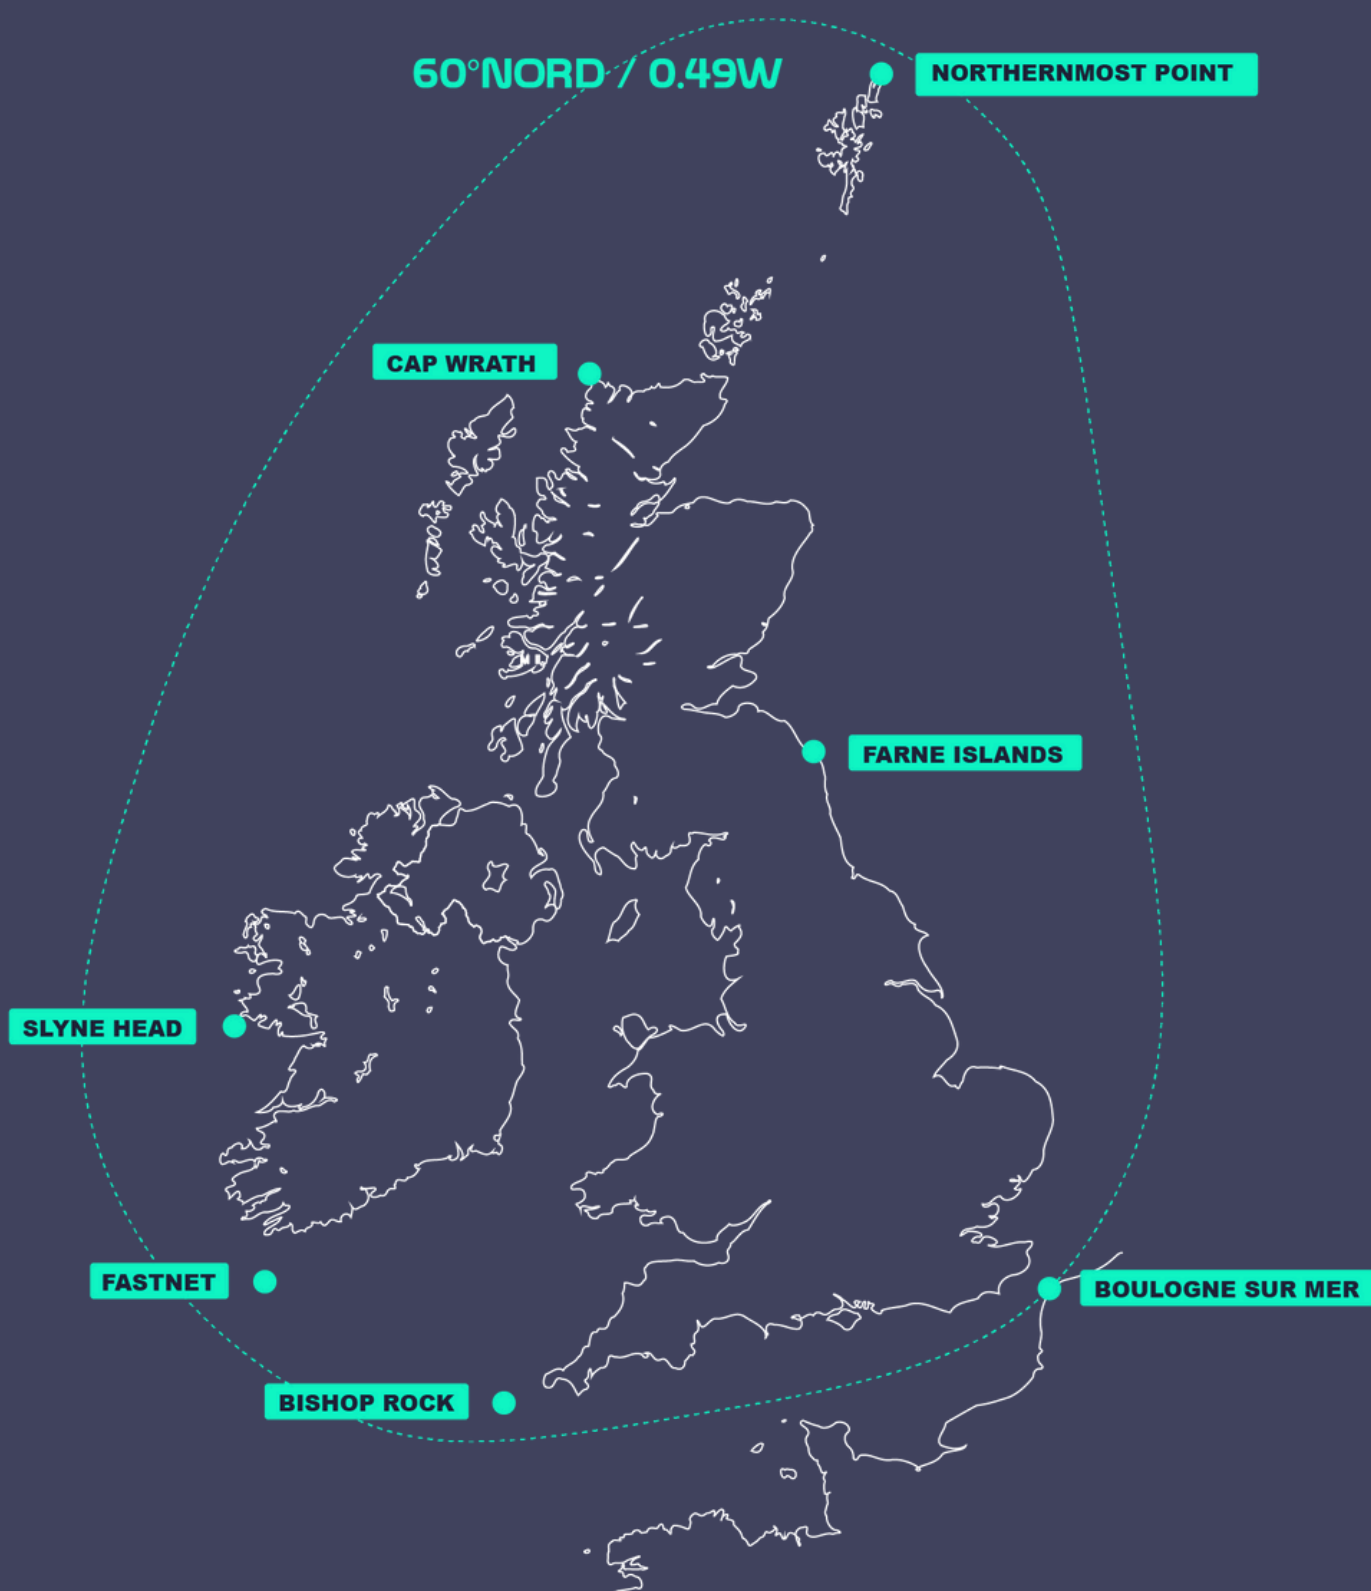 60°NORD / 0.49W
NORTHERNMOST POINT
CAP WRATH
FARNE ISLANDS
SLYNE HEAD
FASTNET
BOULOGNE SUR MER
BISHOP ROCK